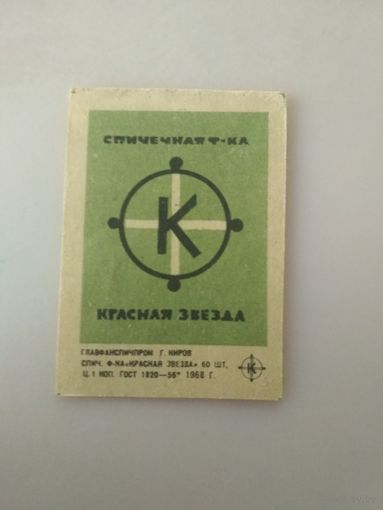 СПИЧЕЧНАЯ Ф-КА
К
КРАСНАЯ ЗВЕЗДА
ГЛАВФАНСПИЧПРОМ Г. КИРОВ
СПИЧ. Ф-КА «КРАСНАЯ ЗВЕЗДА» 60 ШТ.
Ц. 1 КОП. ГОСТ 1820—56* 1968 Г.
К